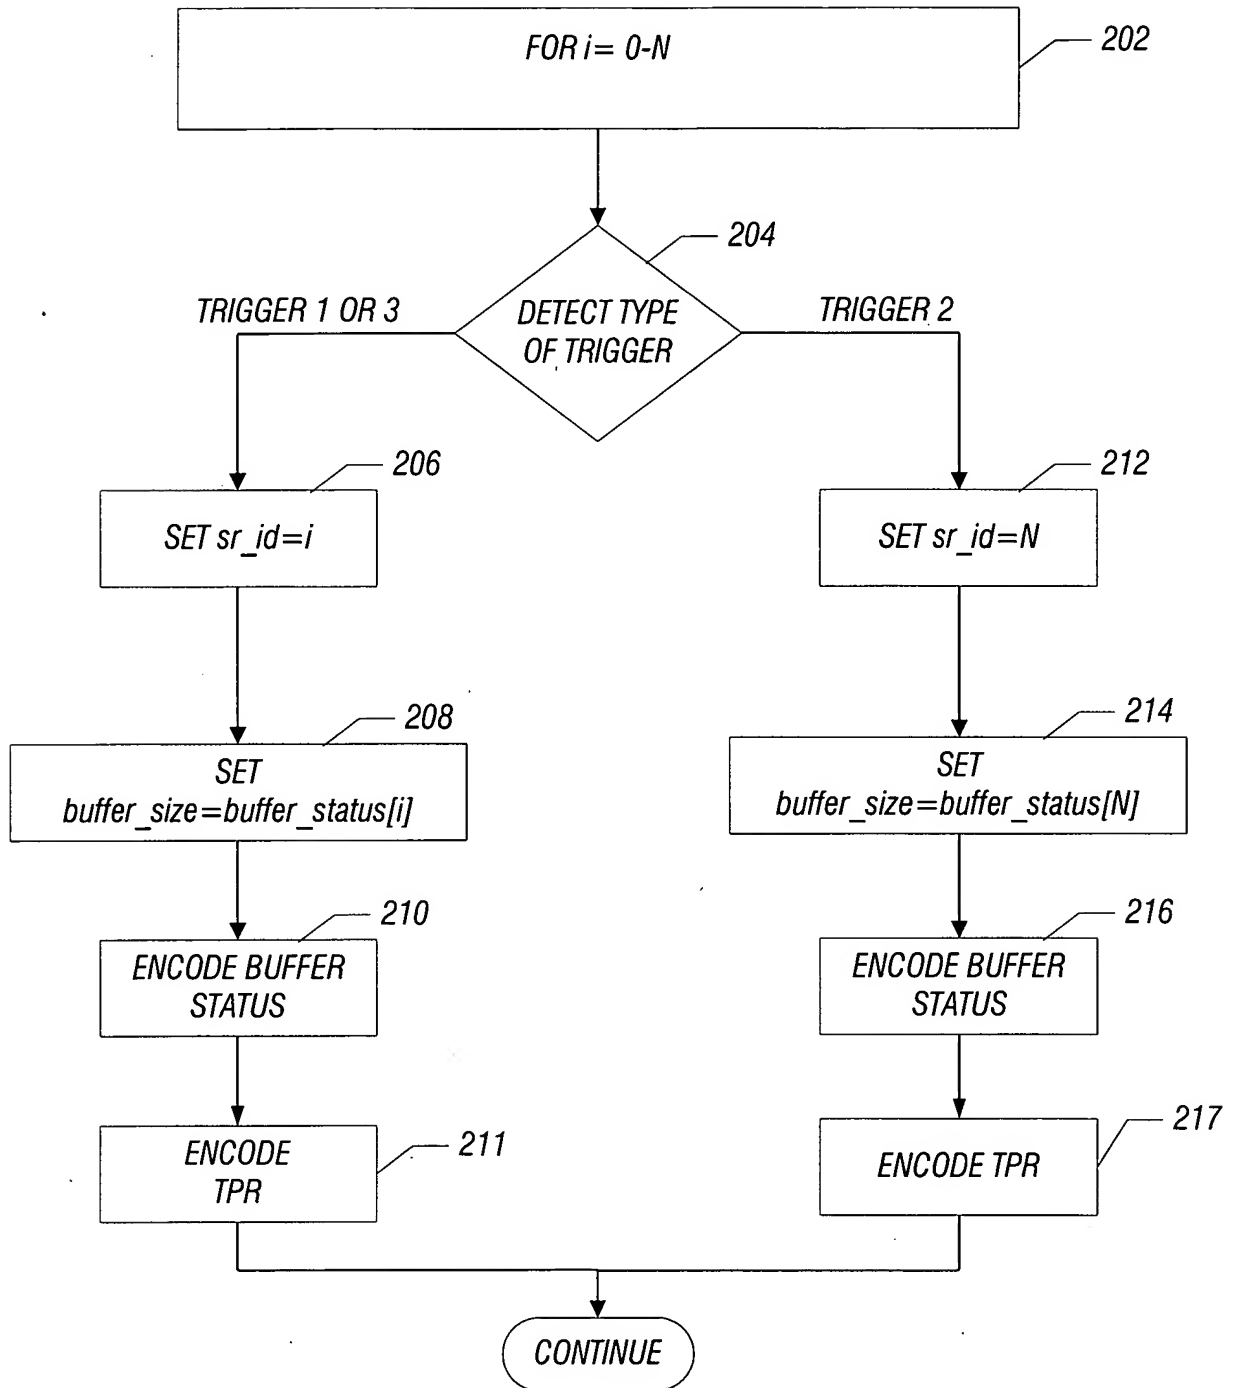 FOR i= 0-N
202
204
DETECT TYPE
OF TRIGGER
TRIGGER 1 OR 3
TRIGGER 2
206
SET sr_id=i
212
SET sr_id=N
208
SET
buffer_size=buffer_status[i]
214
SET
buffer_size=buffer_status[N]
210
ENCODE BUFFER
STATUS
216
ENCODE BUFFER
STATUS
211
ENCODE
TPR
217
ENCODE TPR
CONTINUE